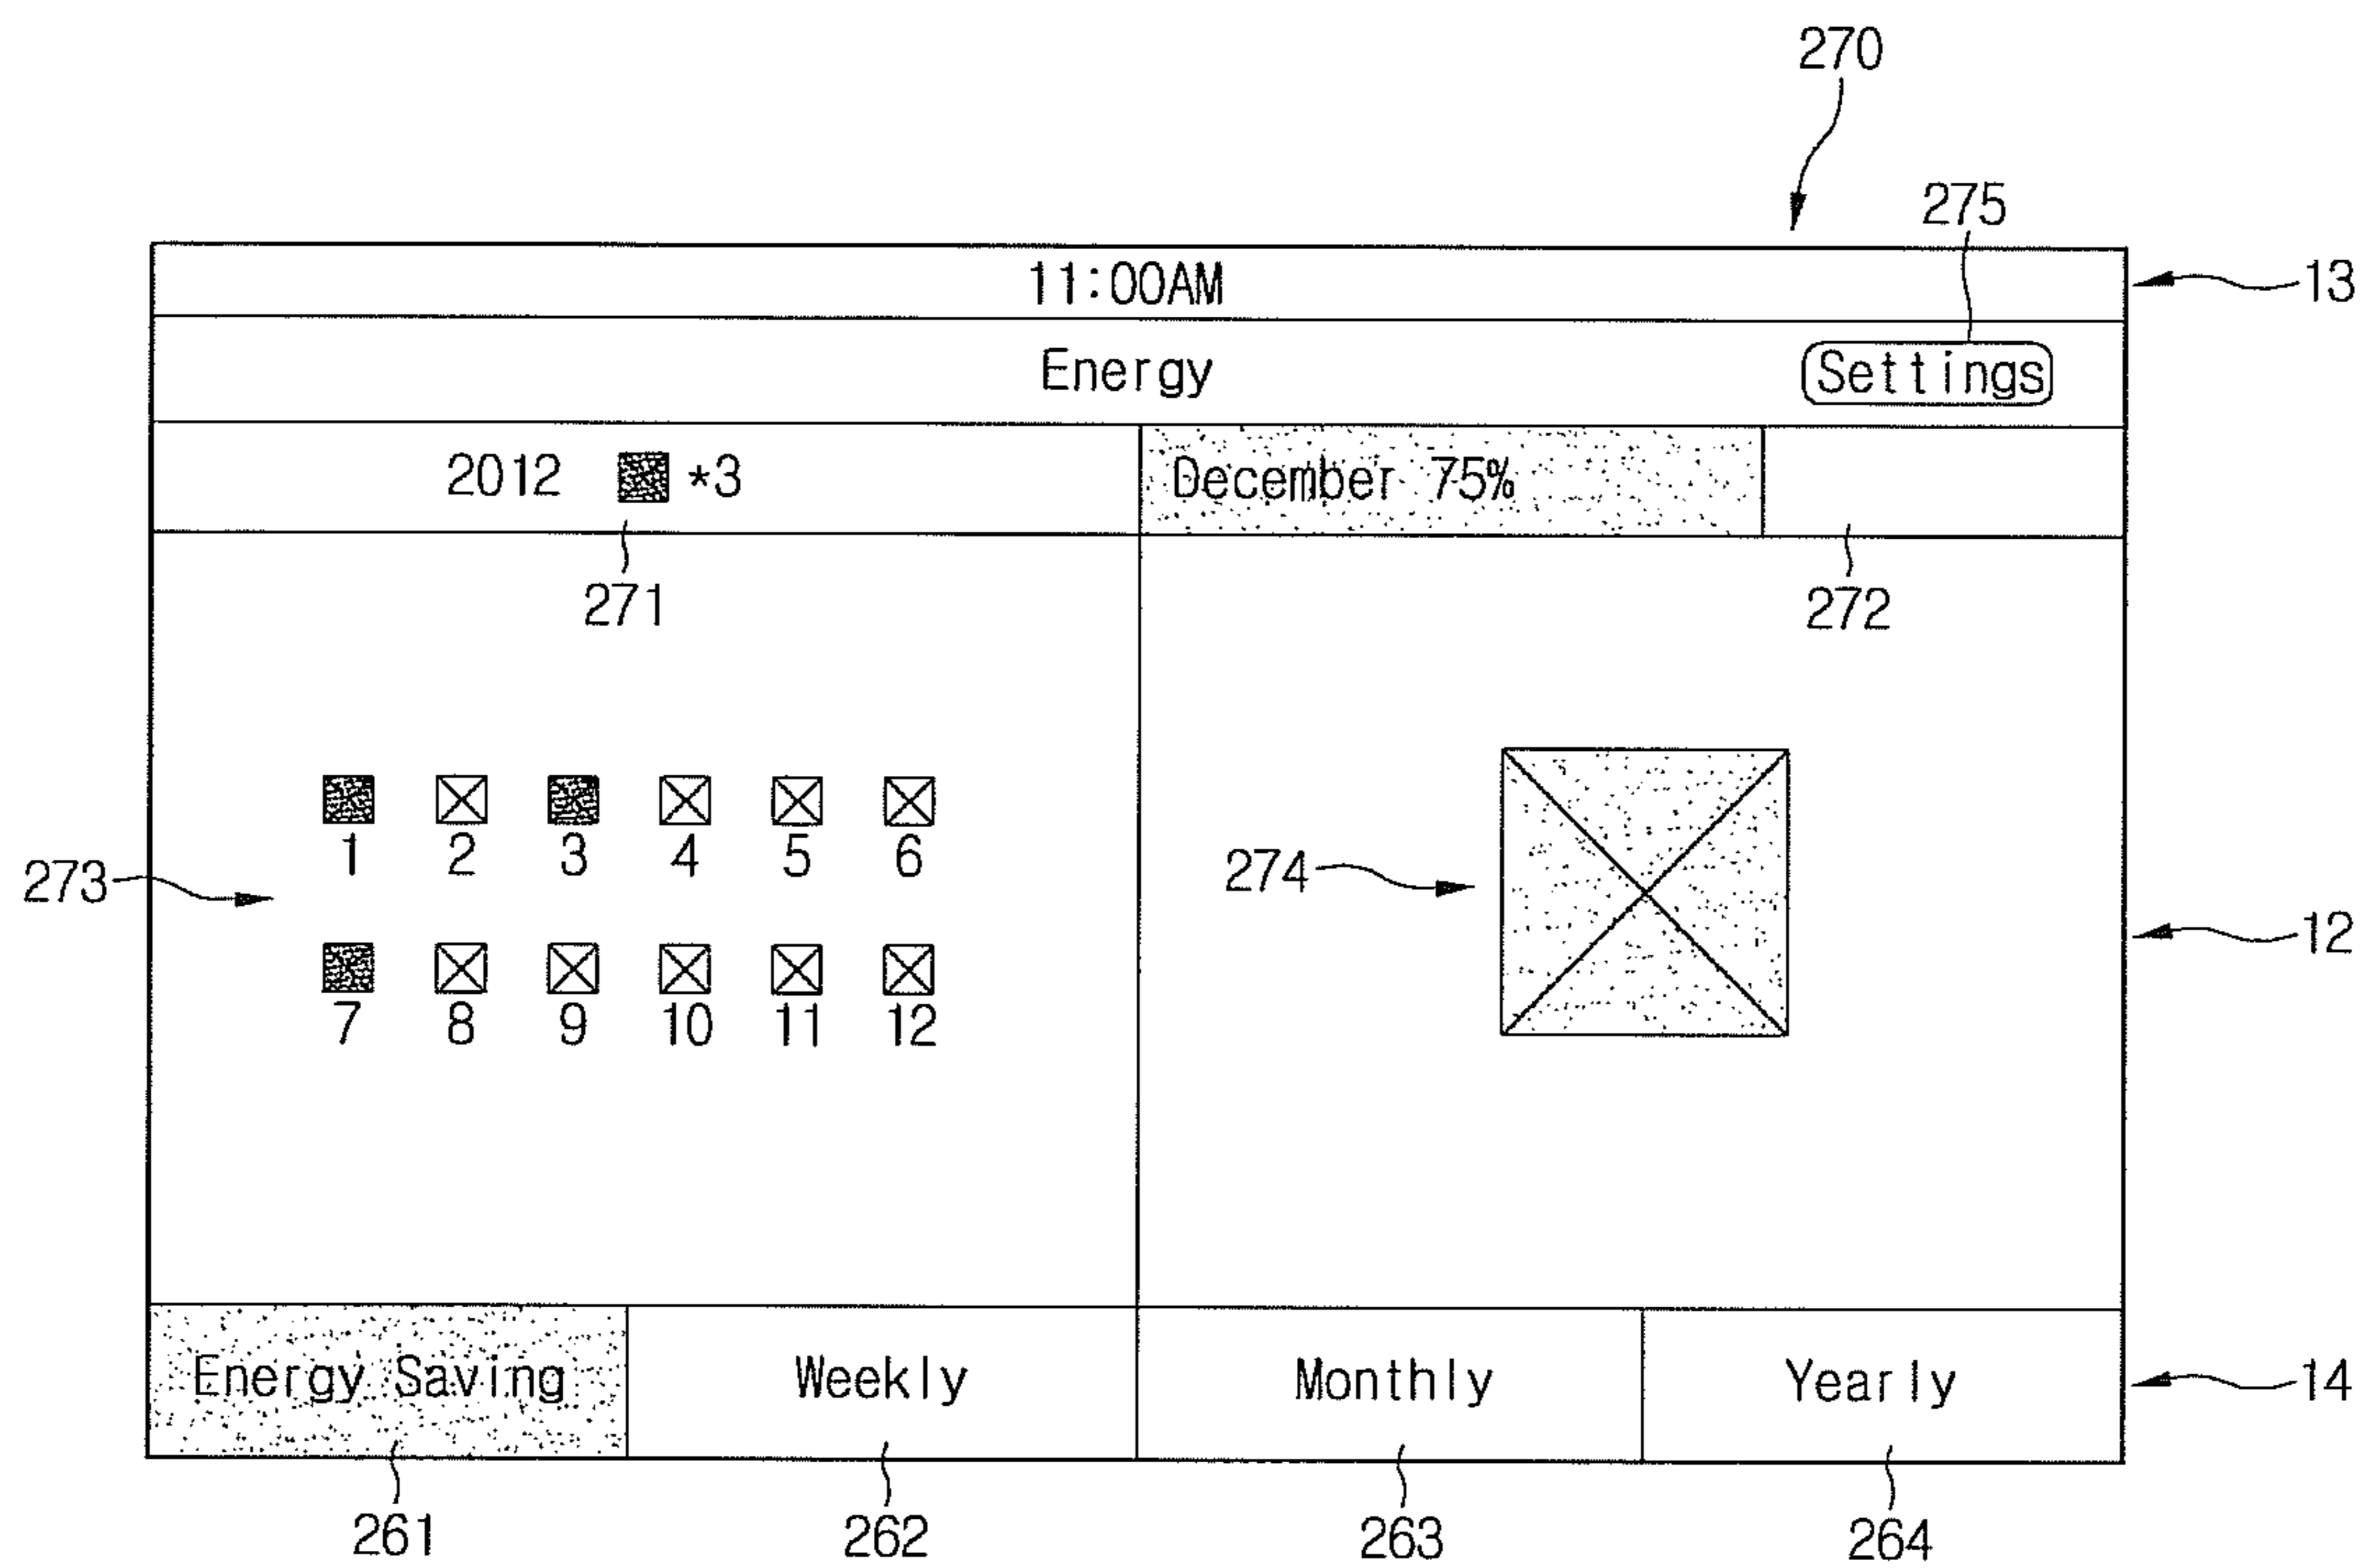 270
275
11:00AM
13
Energy
Settings
2012 *3
December 75%
271
272
1 2 3 4 5 6
273
274
7 8 9 10 11 12
12
Energy Saving
Weekly
Monthly
Yearly
14
261
262
263
264